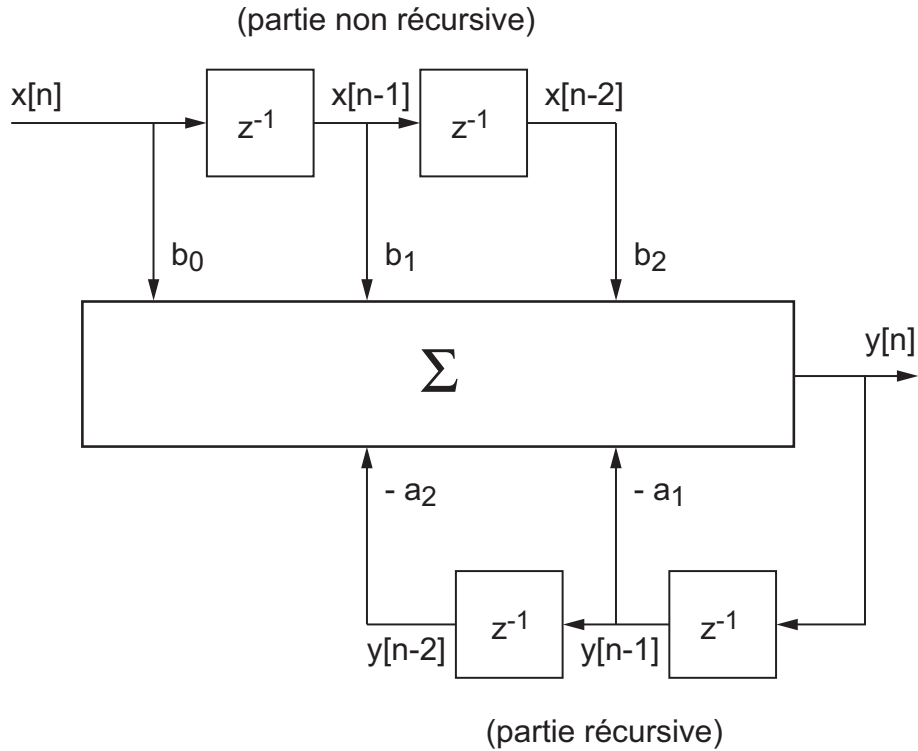 (partie non récursive)
x[n]
x[n-1]
x[n-2]
z⁻¹
z⁻¹
b₀
b₁
b₂
Σ
y[n]
- a₂
- a₁
z⁻¹
z⁻¹
y[n-2]
y[n-1]
(partie récursive)